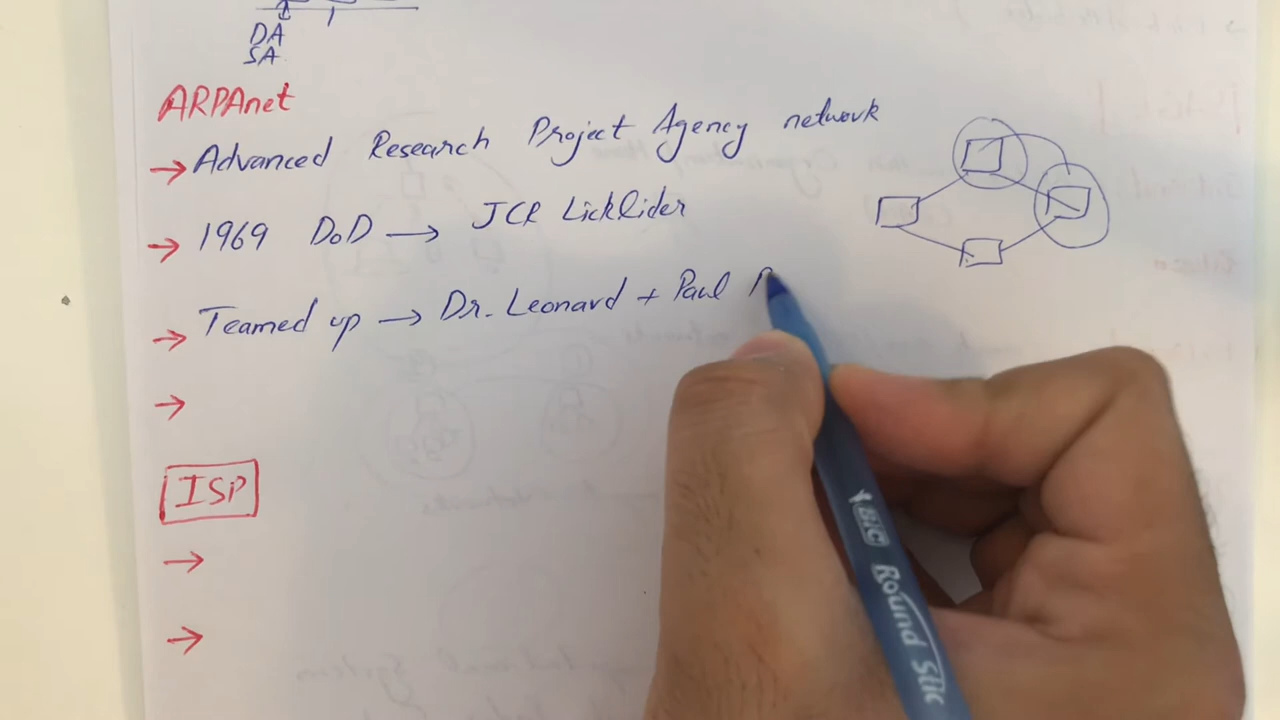 DA
SA
ARPAnet
→ Advanced Research Project Agency network
→ 1969 DoD → JCR Licklider
→ Teamed up → Dr. Leonard + Paul
→
ISP
→
→
BIC Round Stic